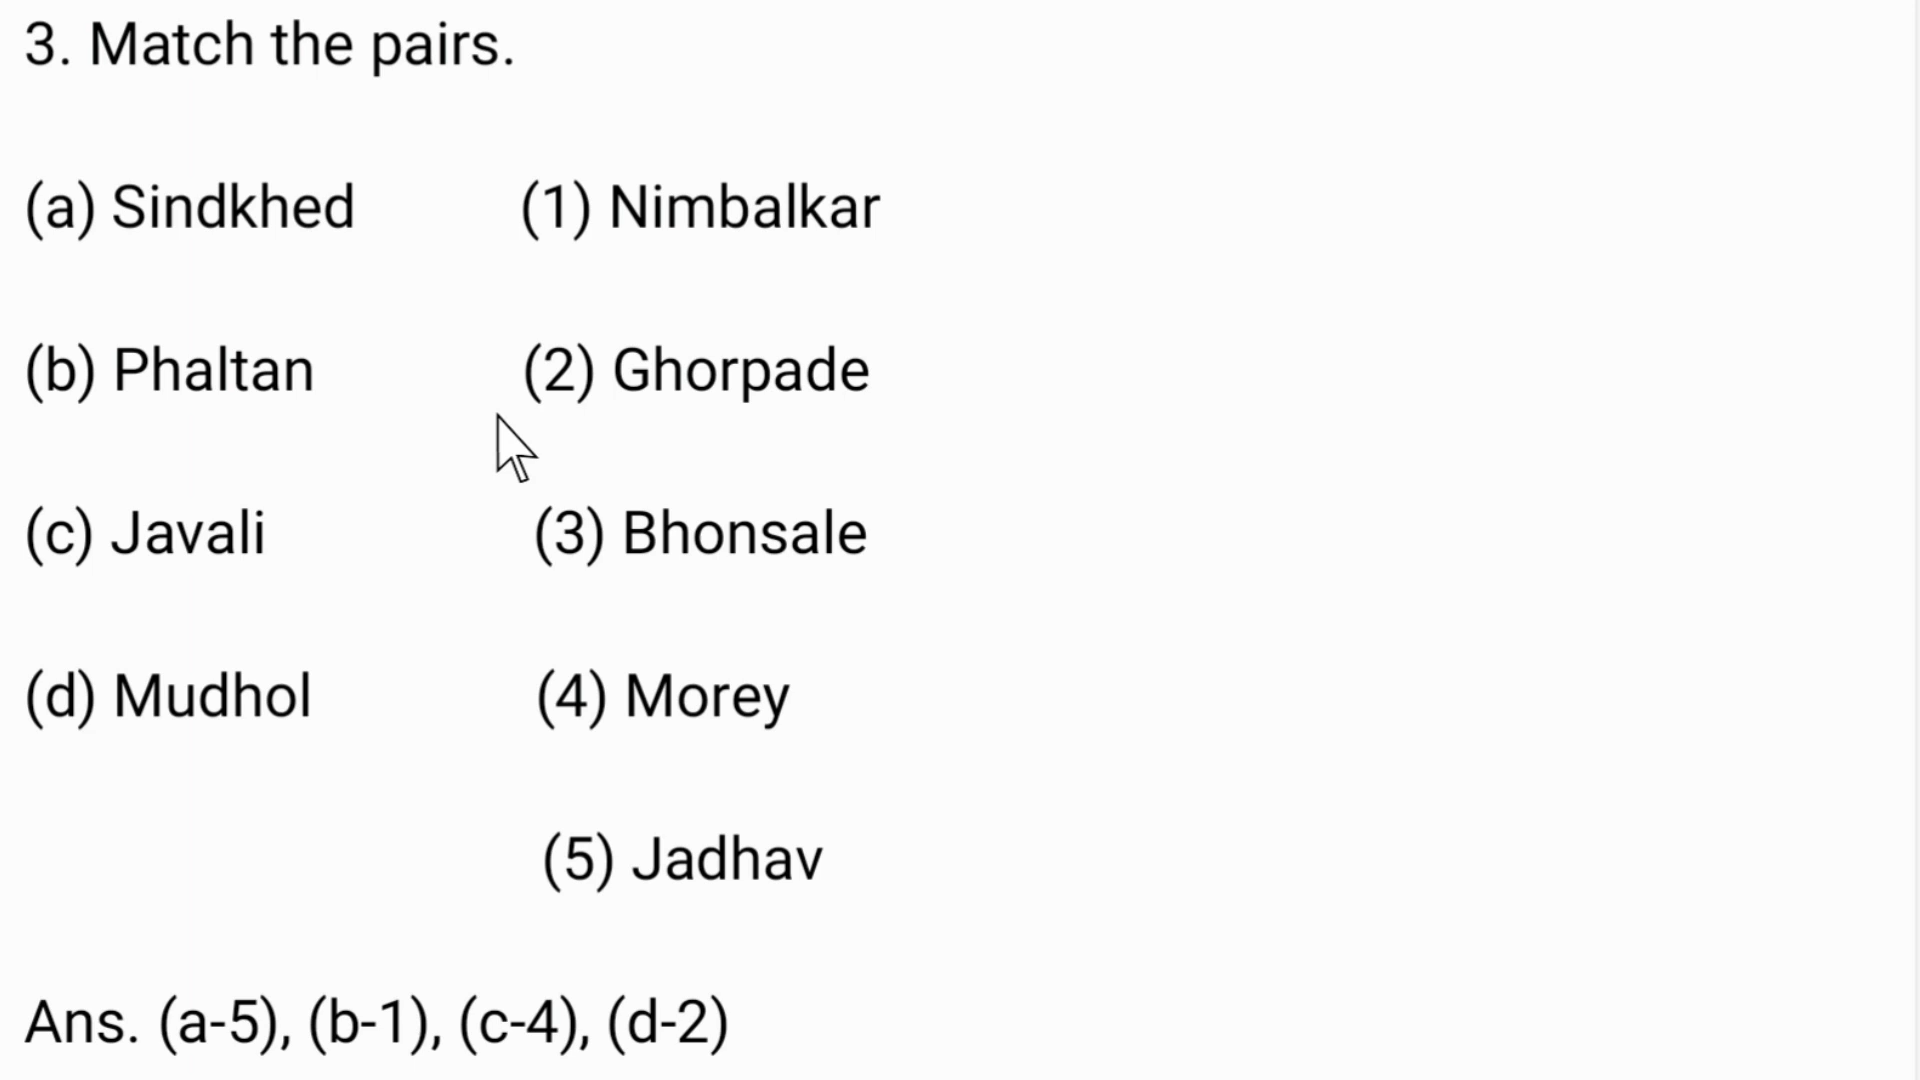 3. Match the pairs.
(a) Sindkhed (1) Nimbalkar
(b) Phaltan (2) Ghorpade
(c) Javali (3) Bhonsale
(d) Mudhol (4) Morey
(5) Jadhav
Ans. (a-5), (b-1), (c-4), (d-2)